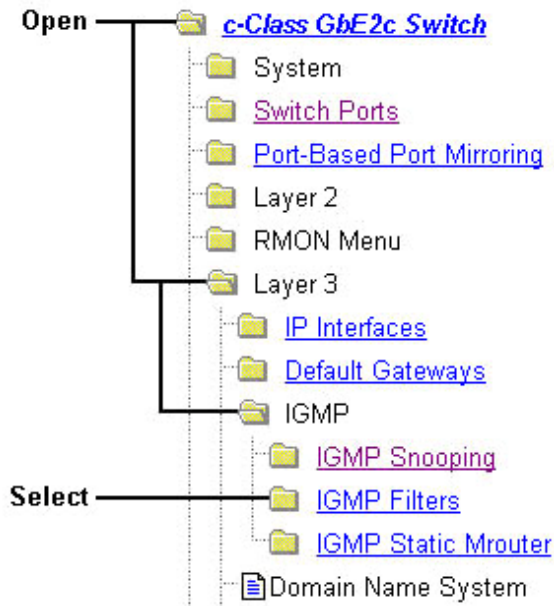 Open c-Class GbE2c Switch
System
Switch Ports
Port-Based Port Mirroring
Layer 2
RMON Menu
Layer 3
IP Interfaces
Default Gateways
IGMP
IGMP Snooping
Select IGMP Filters
IGMP Static Mrouter
Domain Name System